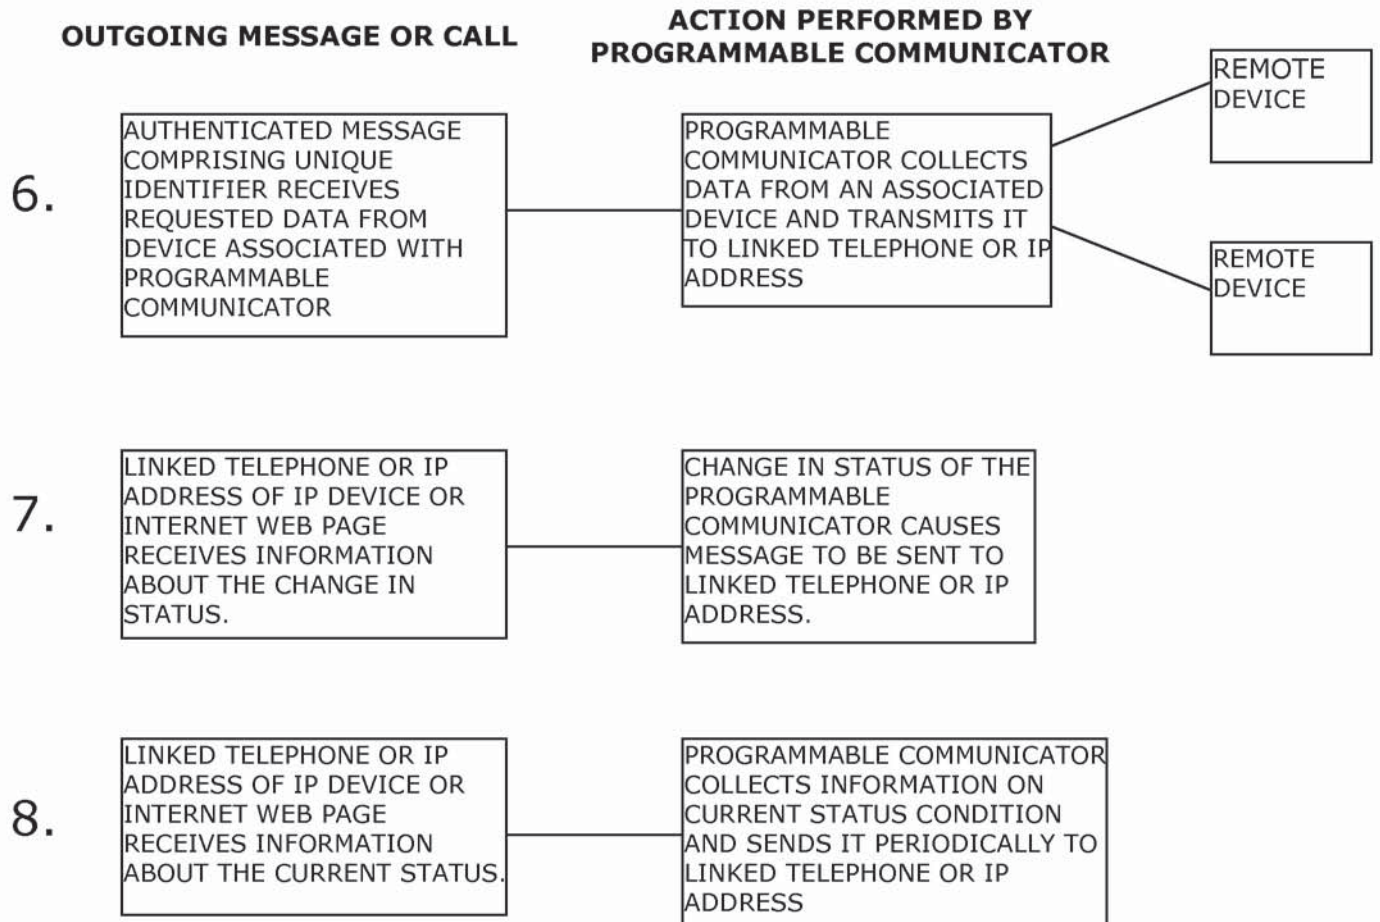 OUTGOING MESSAGE OR CALL
ACTION PERFORMED BY
PROGRAMMABLE COMMUNICATOR
6.
AUTHENTICATED MESSAGE
COMPRISING UNIQUE
IDENTIFIER RECEIVES
REQUESTED DATA FROM
DEVICE ASSOCIATED WITH
PROGRAMMABLE
COMMUNICATOR
PROGRAMMABLE
COMMUNICATOR COLLECTS
DATA FROM AN ASSOCIATED
DEVICE AND TRANSMITS IT
TO LINKED TELEPHONE OR IP
ADDRESS
REMOTE
DEVICE
REMOTE
DEVICE
7.
LINKED TELEPHONE OR IP
ADDRESS OF IP DEVICE OR
INTERNET WEB PAGE
RECEIVES INFORMATION
ABOUT THE CHANGE IN
STATUS.
CHANGE IN STATUS OF THE
PROGRAMMABLE
COMMUNICATOR CAUSES
MESSAGE TO BE SENT TO
LINKED TELEPHONE OR IP
ADDRESS.
8.
LINKED TELEPHONE OR IP
ADDRESS OF IP DEVICE OR
INTERNET WEB PAGE
RECEIVES INFORMATION
ABOUT THE CURRENT STATUS.
PROGRAMMABLE COMMUNICATOR
COLLECTS INFORMATION ON
CURRENT STATUS CONDITION
AND SENDS IT PERIODICALLY TO
LINKED TELEPHONE OR IP
ADDRESS